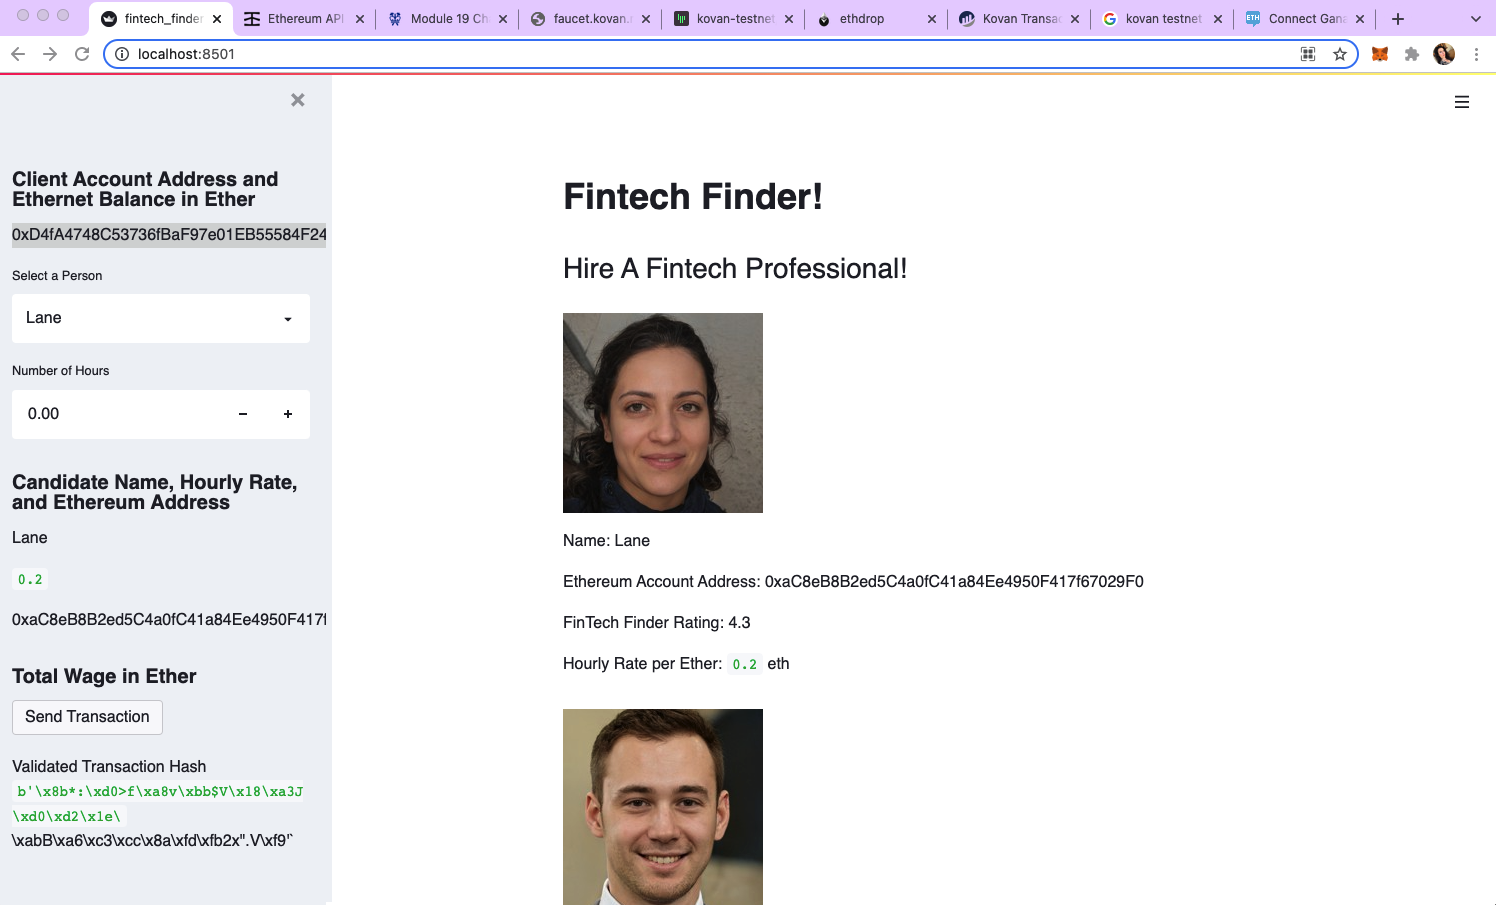 fintech_finder
Ethereum API
Module 19 Ch
faucet.kovan.
kovan-testnet
ethdrop
Kovan Transac
kovan testnet
ETH
Connect Gana
localhost:8501
Client Account Address and
Ethernet Balance in Ether
0xD4fA4748C53736fBaF97e01EB55584F24
Select a Person
Lane
Number of Hours
0.00
Candidate Name, Hourly Rate,
and Ethereum Address
Lane
0.2
0xaC8eB8B2ed5C4a0fC41a84Ee4950F417f
Total Wage in Ether
Send Transaction
Validated Transaction Hash
b'\x8b*:\xd0>f\xa8v\xbb$V\x18\xa3J
\xd0\xd2\x1e\
\xabB\xa6\xc3\xcc\x8a\xfd\xfb2x".V\xf9'`
Fintech Finder!
Hire A Fintech Professional!
Name: Lane
Ethereum Account Address: 0xaC8eB8B2ed5C4a0fC41a84Ee4950F417f67029F0
FinTech Finder Rating: 4.3
Hourly Rate per Ether: 0.2 eth